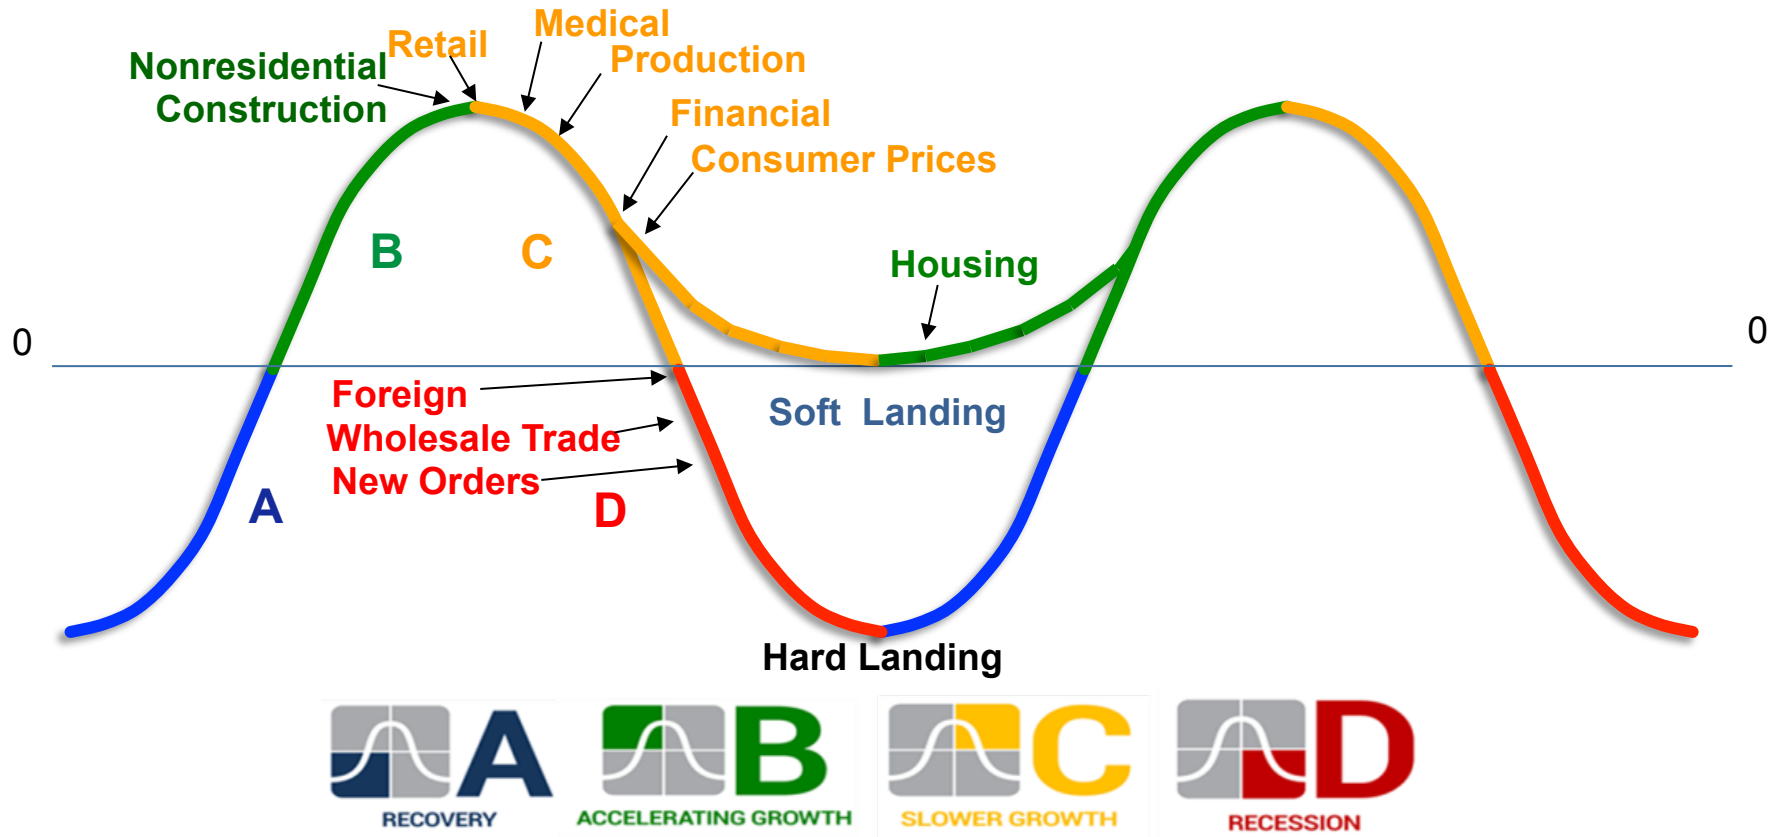 Medical
Retail
Nonresidential
Construction
Production
Financial
Consumer Prices
B
C
Housing
0
0
Foreign
Wholesale Trade
New Orders
Soft Landing
A
D
Hard Landing
A
RECOVERY
B
ACCELERATING GROWTH
C
SLOWER GROWTH
D
RECESSION